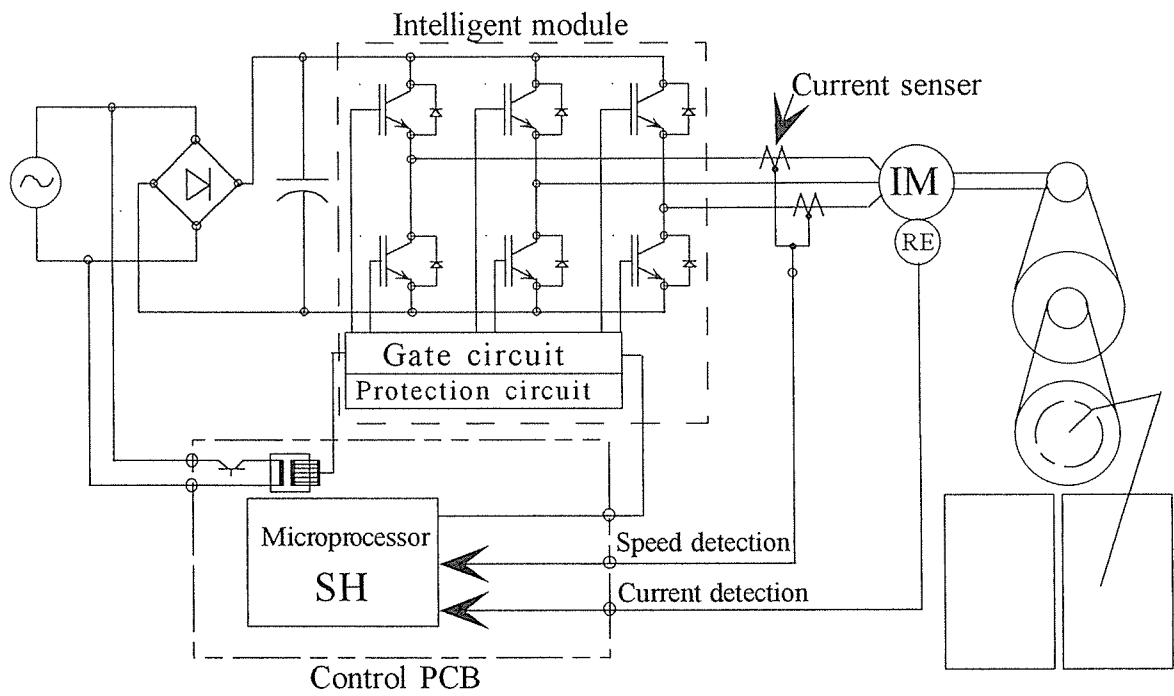 Intelligent module
Current senser
IM
RE
Gate circuit
Protection circuit
Microprocessor
SH
Speed detection
Current detection
Control PCB